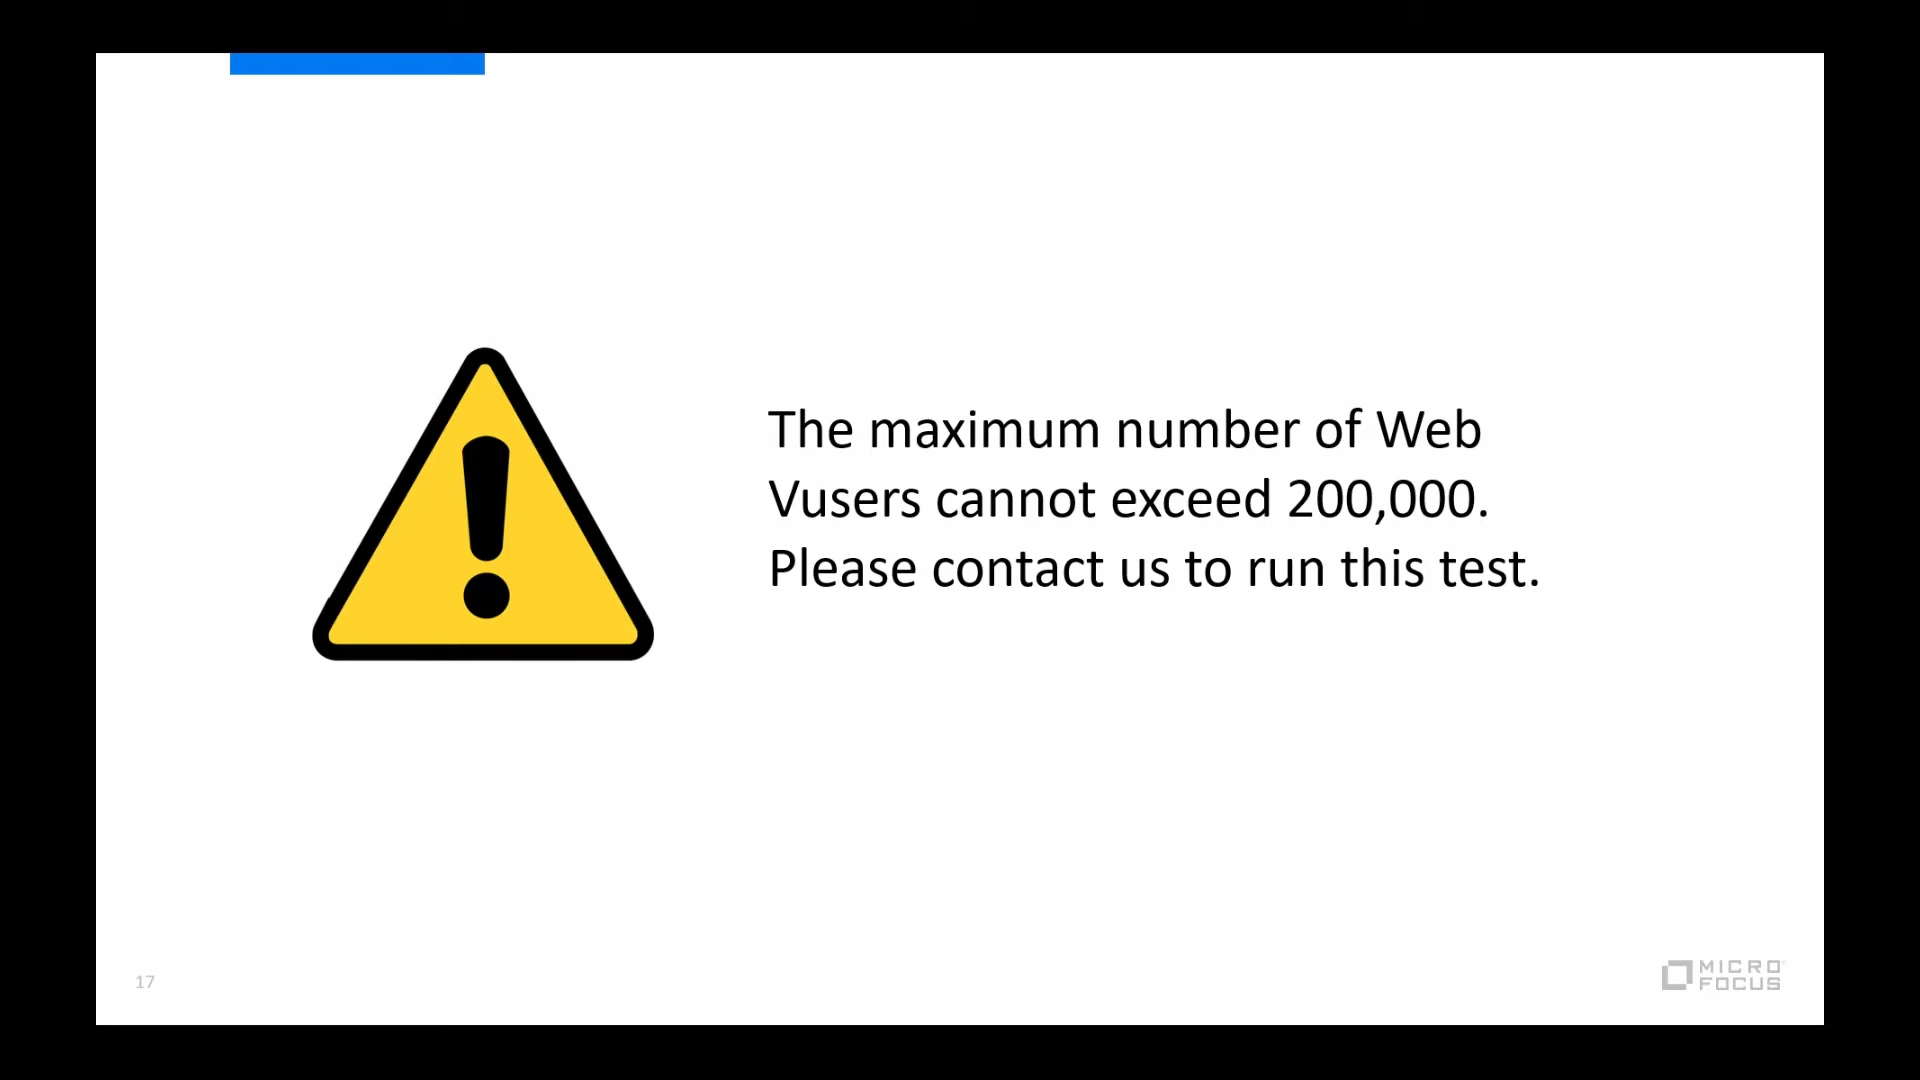 The maximum number of Web
Vusers cannot exceed 200,000.
Please contact us to run this test.
17
MICRO
FOCUS